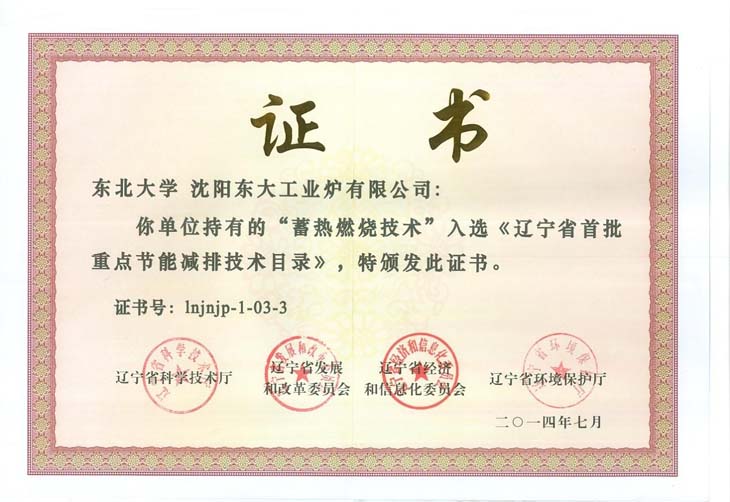 证书
东北大学 沈阳东大工业炉有限公司：
你单位持有的“蓄热燃烧技术”入选《辽宁省首批
重点节能减排技术目录》，特颁发此证书。
证书号：lnjnjp-1-03-3
辽宁省科学技术厅
辽宁省发展
和改革委员会
辽宁省经济
和信息化委员会
辽宁省环境保护厅
二〇一四年七月